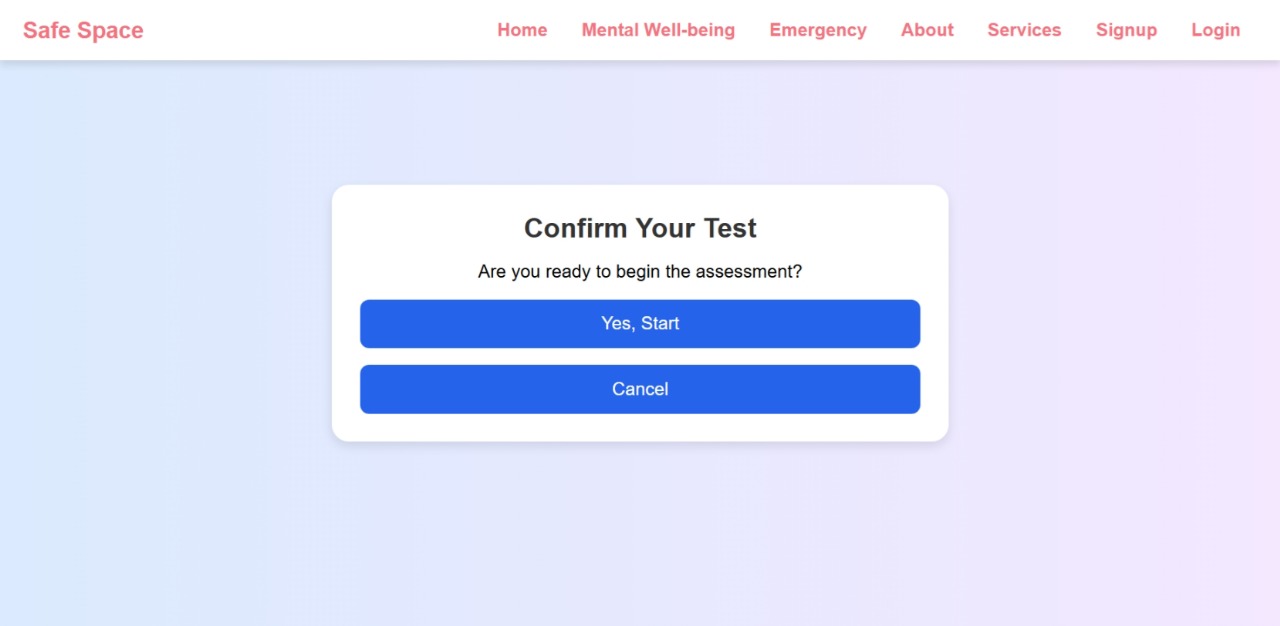 Safe Space Home Mental Well-being Emergency About Services Signup Login
Confirm Your Test
Are you ready to begin the assessment?
Yes, Start
Cancel